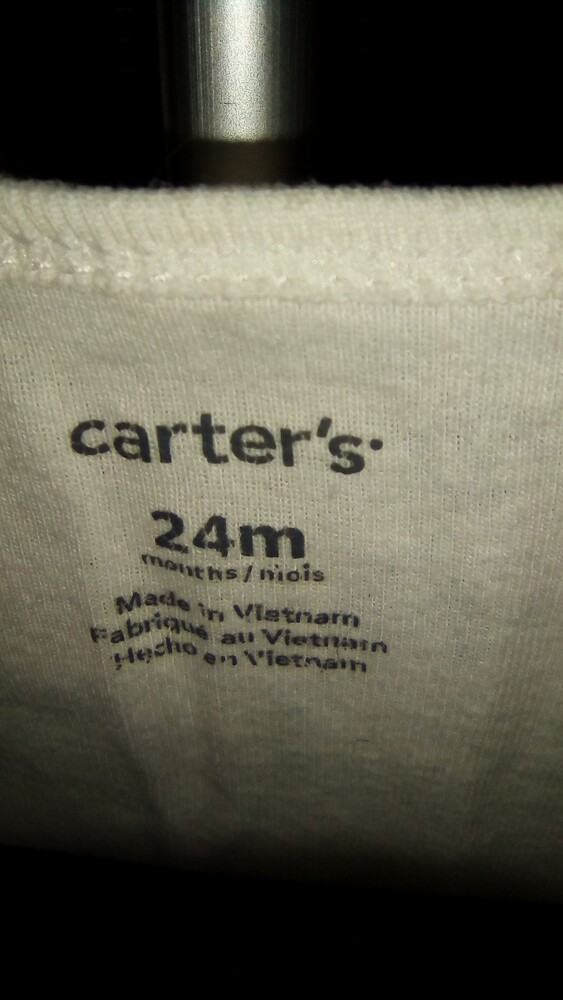 carter's
24m
months/mois
Made in Vietnam
Fabriqué au Vietnam
Hecho en Vietnam